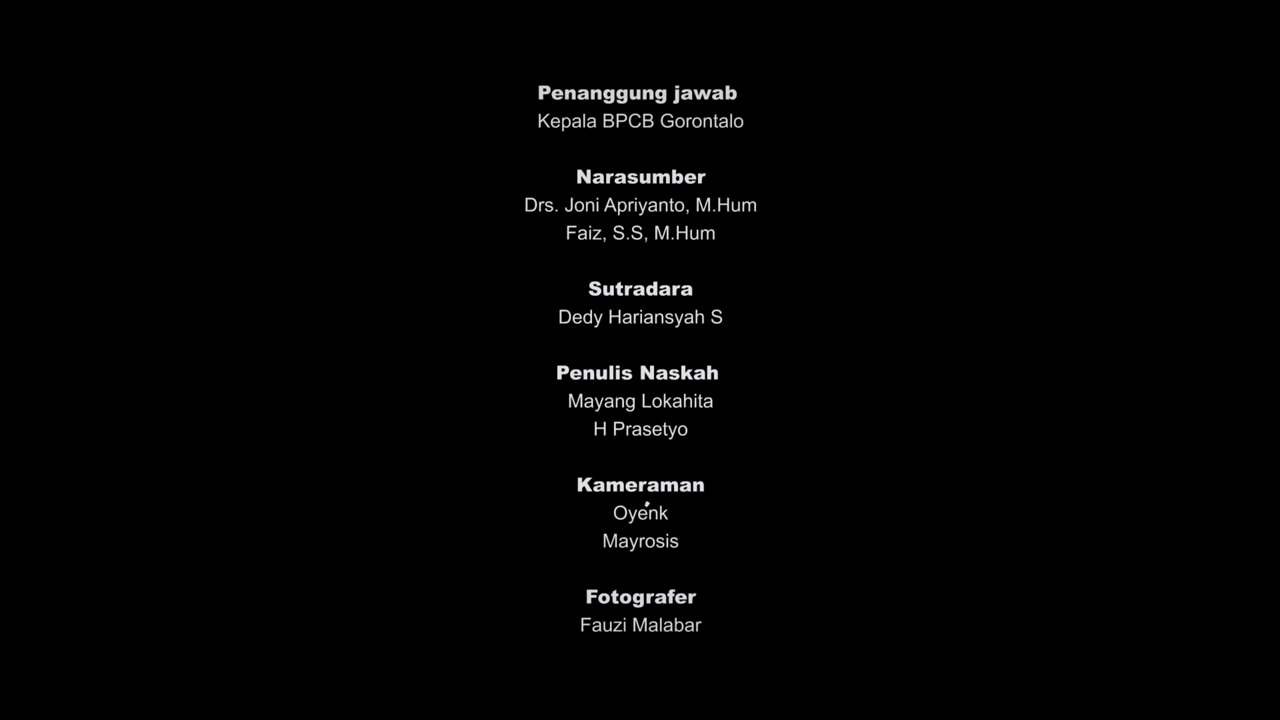 Penanggung jawab
Kepala BPCB Gorontalo
Narasumber
Drs. Joni Apriyanto, M.Hum
Faiz, S.S, M.Hum
Sutradara
Dedy Hariansyah S
Penulis Naskah
Mayang Lokahita
H Prasetyo
Kameraman
Oyenk
Mayrosis
Fotografer
Fauzi Malabar